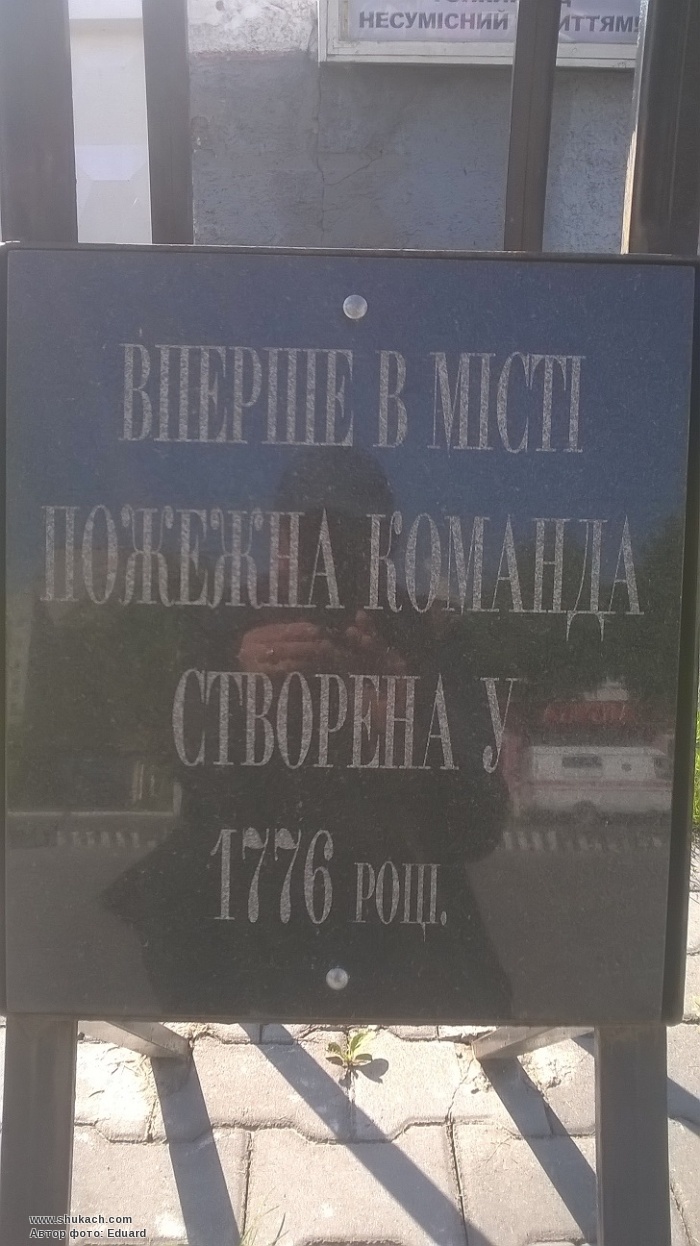 НЕСУМІСНИЙ
ВПЕРШЕ В МІСТІ
ПОЖЕЖНА КОМАНДА
СТВОРЕНА У
1776 РОЦІ.
www.shukach.com
Автор фото: Eduard